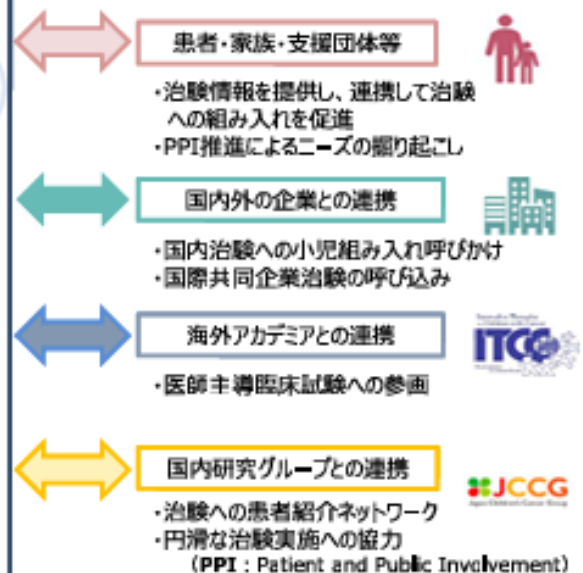 患者・家族・支援団体等
・治験情報を提供し、連携して治験
への組み入れを促進
・PPI推進によるニーズの掘り起こし
国内外の企業との連携
・国内治験への小児組み入れ呼びかけ
・国際共同企業治験の呼び込み
海外アカデミアとの連携
ITCC
・医師主導臨床試験への参画
国内研究グループとの連携
JCCG
・治験への患者紹介ネットワーク
・円滑な治験実施への協力
(PPI：Patient and Public Involvement)